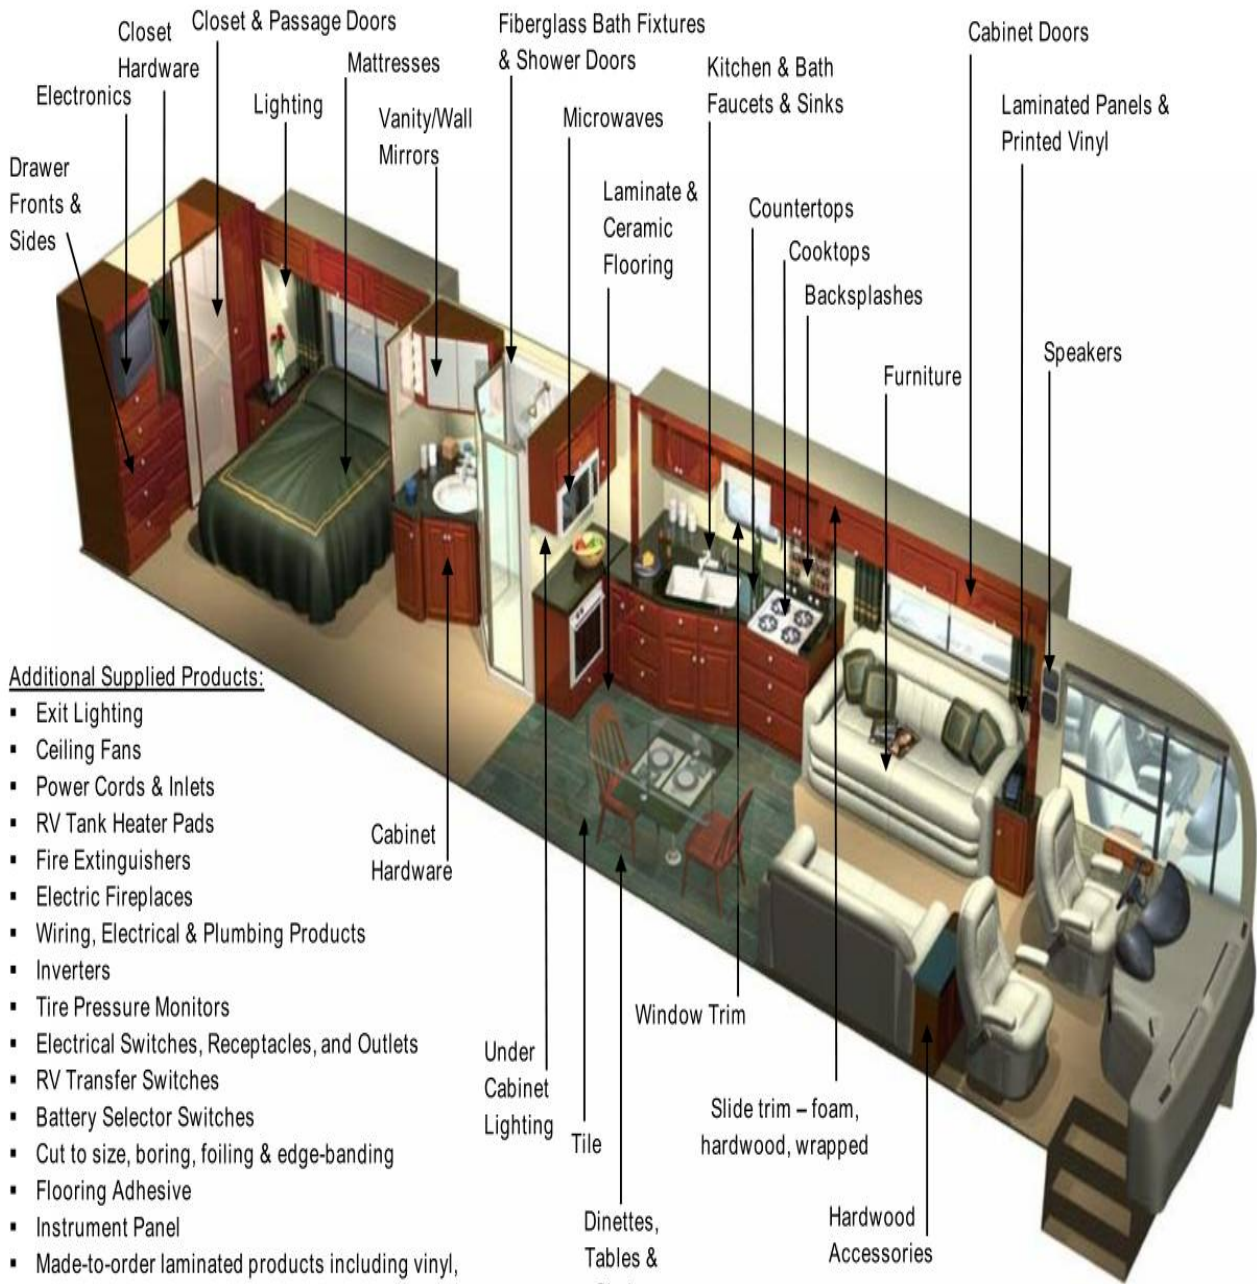 Closet
Hardware
Closet & Passage Doors
Electronics
Lighting
Mattresses
Drawer
Fronts &
Sides
Vanity/Wall
Mirrors
Fiberglass Bath Fixtures
& Shower Doors
Microwaves
Kitchen & Bath
Faucets & Sinks
Laminate &
Ceramic
Flooring
Countertops
Cooktops
Backsplashes
Cabinet Doors
Laminated Panels &
Printed Vinyl
Furniture
Speakers
Additional Supplied Products:
▪ Exit Lighting
▪ Ceiling Fans
▪ Power Cords & Inlets
▪ RV Tank Heater Pads
▪ Fire Extinguishers
▪ Electric Fireplaces
▪ Wiring, Electrical & Plumbing Products
▪ Inverters
▪ Tire Pressure Monitors
▪ Electrical Switches, Receptacles, and Outlets
▪ RV Transfer Switches
▪ Battery Selector Switches
▪ Cut to size, boring, foiling & edge-banding
▪ Flooring Adhesive
▪ Instrument Panel
▪ Made-to-order laminated products including vinyl,
Cabinet
Hardware
Under
Cabinet
Lighting
Tile
Dinettes,
Tables &
Window Trim
Slide trim – foam,
hardwood, wrapped
Hardwood
Accessories